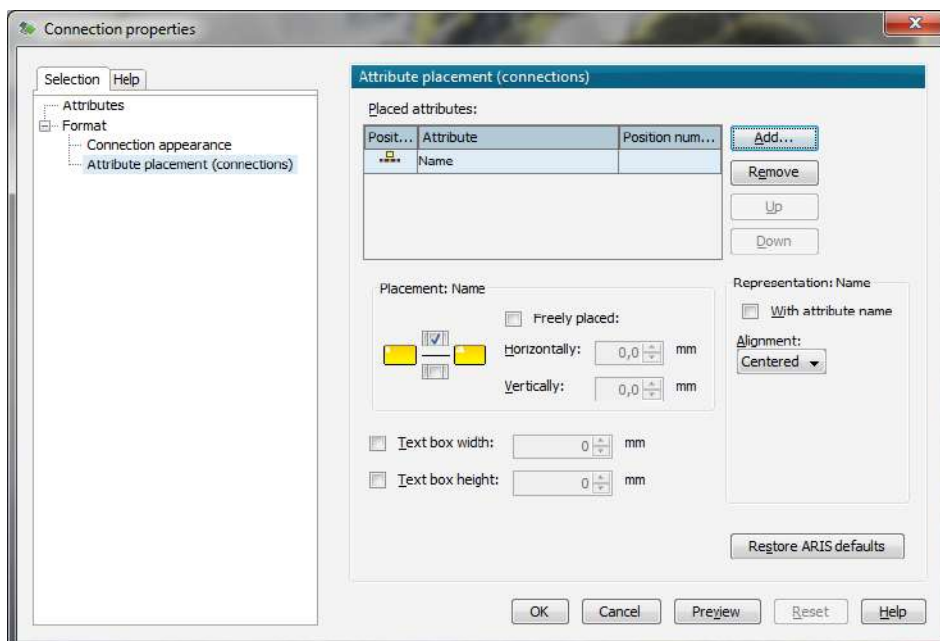 Connection properties
Selection Help
Attributes
Format
Connection appearance
Attribute placement (connections)
Attribute placement (connections)
Placed attributes:
Posit... Attribute Position num...
Name
Add...
Remove
Up
Down
Placement: Name
Freely placed:
Horizontally: 0,0 mm
Vertically: 0,0 mm
Representation: Name
With attribute name
Alignment:
Centered
Text box width: 0 mm
Text box height: 0 mm
Restore ARIS defaults
OK Cancel Preview Reset Help